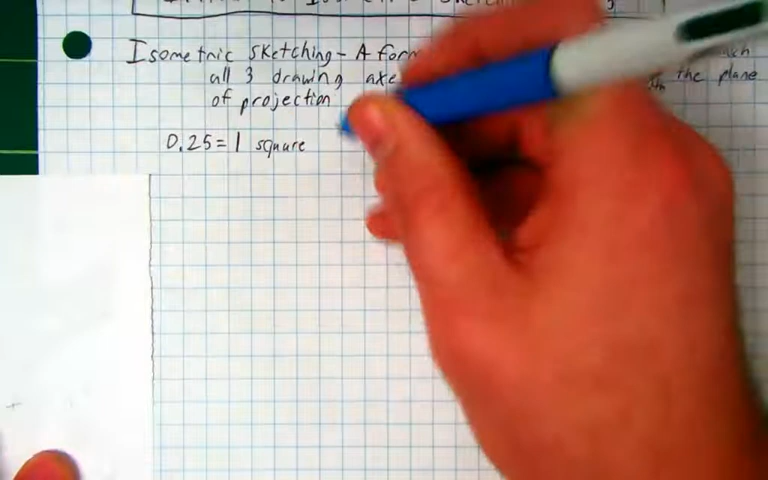 Isometric Sketching - A form
all 3 drawing axe
the plane
of projection
0.25 = 1 square